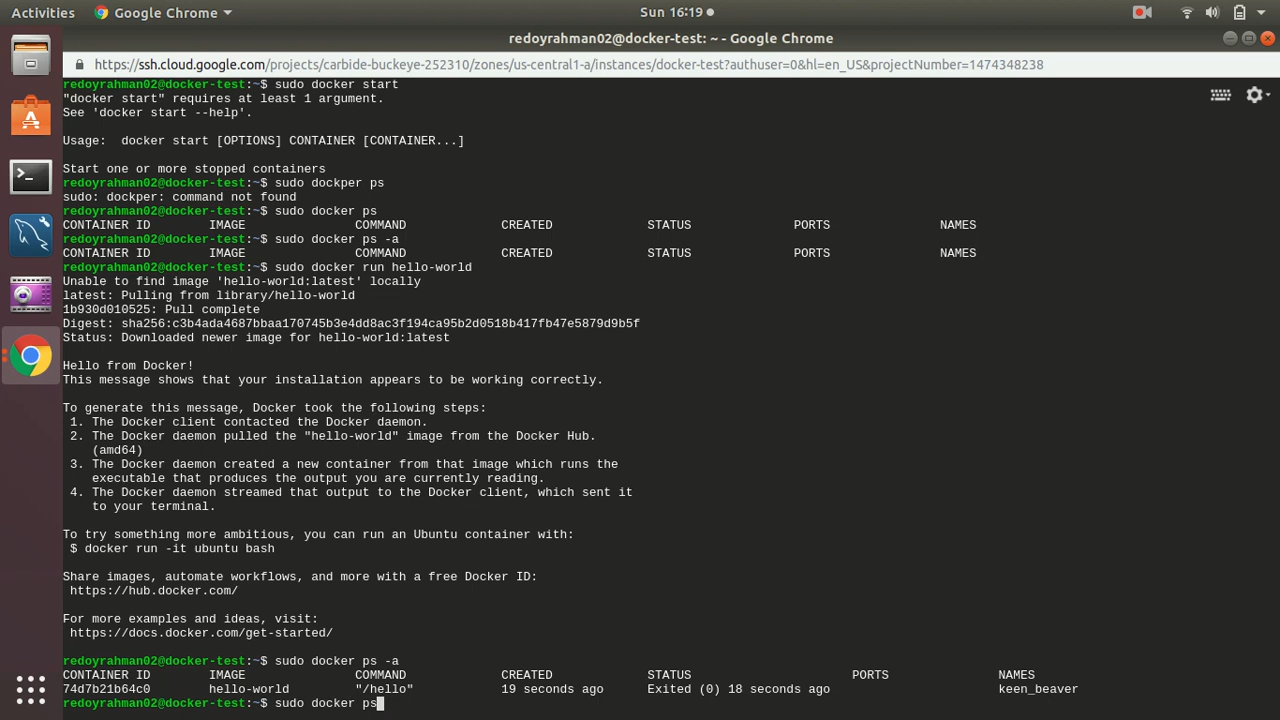 Activities Google Chrome Sun 16:19
redoyrahman02@docker-test: ~ - Google Chrome
https://ssh.cloud.google.com/projects/carbide-buckeye-252310/zones/us-central1-a/instances/docker-test?authuser=0&hl=en_US&projectNumber=1474348238
redoyrahman02@docker-test:~$ sudo docker start
"docker start" requires at least 1 argument.
See 'docker start --help'.
Usage:  docker start [OPTIONS] CONTAINER [CONTAINER...]
Start one or more stopped containers
redoyrahman02@docker-test:~$ sudo dockper ps
sudo: dockper: command not found
redoyrahman02@docker-test:~$ sudo docker ps
CONTAINER ID        IMAGE               COMMAND             CREATED             STATUS              PORTS               NAMES
redoyrahman02@docker-test:~$ sudo docker ps -a
CONTAINER ID        IMAGE               COMMAND             CREATED             STATUS              PORTS               NAMES
redoyrahman02@docker-test:~$ sudo docker run hello-world
Unable to find image 'hello-world:latest' locally
latest: Pulling from library/hello-world
1b930d010525: Pull complete
Digest: sha256:c3b4ada4687bbaa170745b3e4dd8ac3f194ca95b2d0518b417fb47e5879d9b5f
Status: Downloaded newer image for hello-world:latest
Hello from Docker!
This message shows that your installation appears to be working correctly.
To generate this message, Docker took the following steps:
 1. The Docker client contacted the Docker daemon.
 2. The Docker daemon pulled the "hello-world" image from the Docker Hub.
    (amd64)
 3. The Docker daemon created a new container from that image which runs the
    executable that produces the output you are currently reading.
 4. The Docker daemon streamed that output to the Docker client, which sent it
    to your terminal.
To try something more ambitious, you can run an Ubuntu container with:
 $ docker run -it ubuntu bash
Share images, automate workflows, and more with a free Docker ID:
 https://hub.docker.com/
For more examples and ideas, visit:
 https://docs.docker.com/get-started/
redoyrahman02@docker-test:~$ sudo docker ps -a
CONTAINER ID        IMAGE               COMMAND             CREATED             STATUS                      PORTS               NAMES
74d7b21b64c0        hello-world         "/hello"            19 seconds ago      Exited (0) 18 seconds ago                       keen_beaver
redoyrahman02@docker-test:~$ sudo docker ps